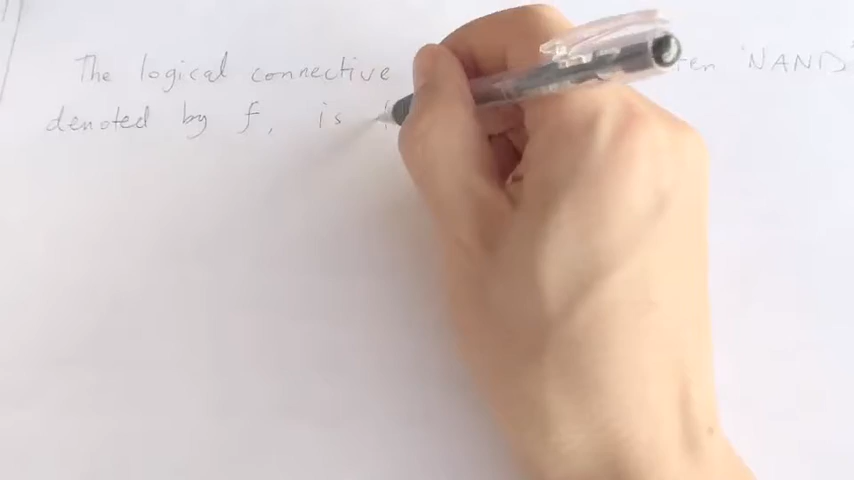 The logical connective 'NAND'
denoted by f, is